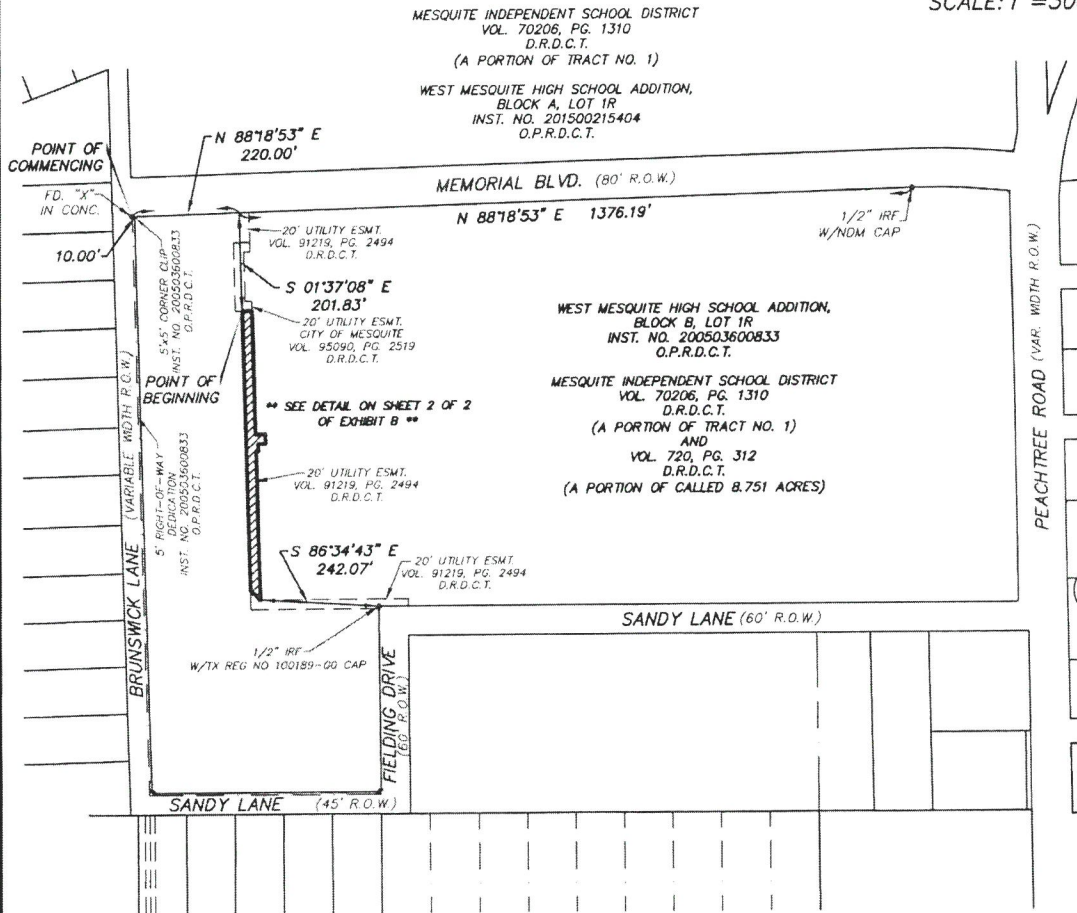 SCALE: 1"=30
MESQUITE INDEPENDENT SCHOOL DISTRICT
VOL. 70206, PG. 1310
D.R.D.C.T.
(A PORTION OF TRACT NO. 1)
WEST MESQUITE HIGH SCHOOL ADDITION,
BLOCK A, LOT 1R
INST. NO. 201500215404
O.P.R.D.C.T.
N 88°18'53" E
220.00'
POINT OF
COMMENCING
FD. "X"
IN CONC.
10.00'
MEMORIAL BLVD. (80' R.O.W.)
N 88°18'53" E 1376.19'
1/2" IRF
W/NDM CAP
20' UTILITY ESMT.
VOL. 91219, PG. 2494
D.R.D.C.T.
S 01°37'08" E
201.83'
20' UTILITY ESMT.
CITY OF MESQUITE
VOL. 95090, PG. 2519
D.R.D.C.T.
5'x5' CORNER CLIP
INST. NO. 200503600833
O.P.R.D.C.T.
POINT OF
BEGINNING
** SEE DETAIL ON SHEET 2 OF 2
OF EXHIBIT B **
WEST MESQUITE HIGH SCHOOL ADDITION,
BLOCK B, LOT 1R
INST. NO. 200503600833
O.P.R.D.C.T.
MESQUITE INDEPENDENT SCHOOL DISTRICT
VOL. 70206, PG. 1310
D.R.D.C.T.
(A PORTION OF TRACT NO. 1)
AND
VOL. 720, PG. 312
D.R.D.C.T.
(A PORTION OF CALLED 8.751 ACRES)
PEACHTREE ROAD (VAR. WIDTH R.O.W.)
BRUNSWICK LANE (VARIABLE WIDTH R.O.W.)
5' RIGHT-OF-WAY
DEDICATION
INST. NO. 200503600833
O.P.R.D.C.T.
20' UTILITY ESMT.
VOL. 91219, PG. 2494
D.R.D.C.T.
S 86°34'43" E
242.07'
20' UTILITY ESMT.
VOL. 91219, PG. 2494
D.R.D.C.T.
SANDY LANE (60' R.O.W.)
1/2" IRF
W/TX REG NO 100189-00 CAP
FIELDING DRIVE
(60' R.O.W.)
SANDY LANE (45' R.O.W.)